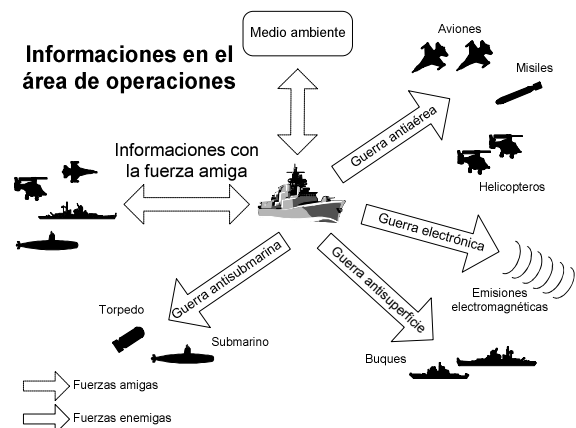 Informaciones en el
área de operaciones
Medio ambiente
Aviones
Misiles
Guerra antiaérea
Helicopteros
Informaciones con
la fuerza amiga
Guerra electrónica
Emisiones
electromagnéticas
Guerra antisuperficie
Buques
Guerra antisubmarina
Torpedo
Submarino
Fuerzas amigas
Fuerzas enemigas